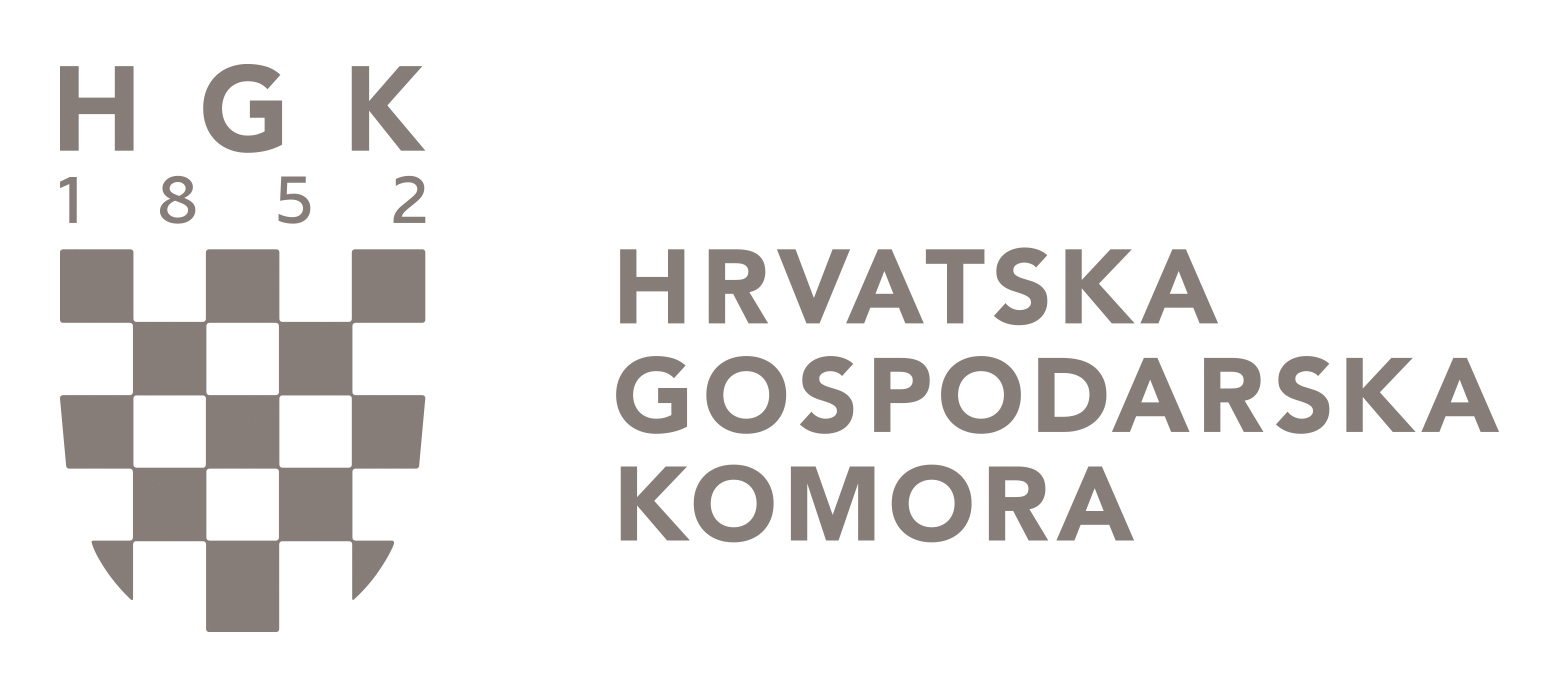 HGK
1852
HRVATSKA
GOSPODARSKA
KOMORA